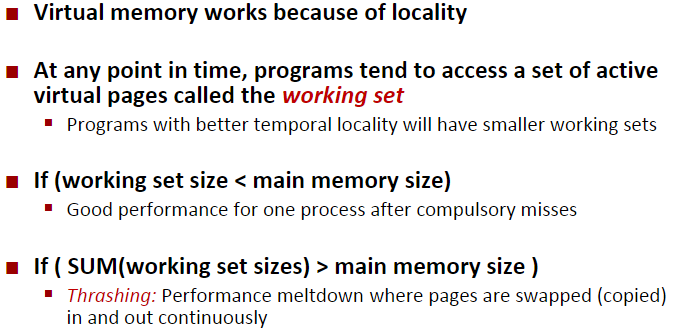 Virtual memory works because of locality
At any point in time, programs tend to access a set of active
virtual pages called the working set
Programs with better temporal locality will have smaller working sets
If (working set size < main memory size)
Good performance for one process after compulsory misses
If ( SUM(working set sizes) > main memory size )
Thrashing: Performance meltdown where pages are swapped (copied)
in and out continuously